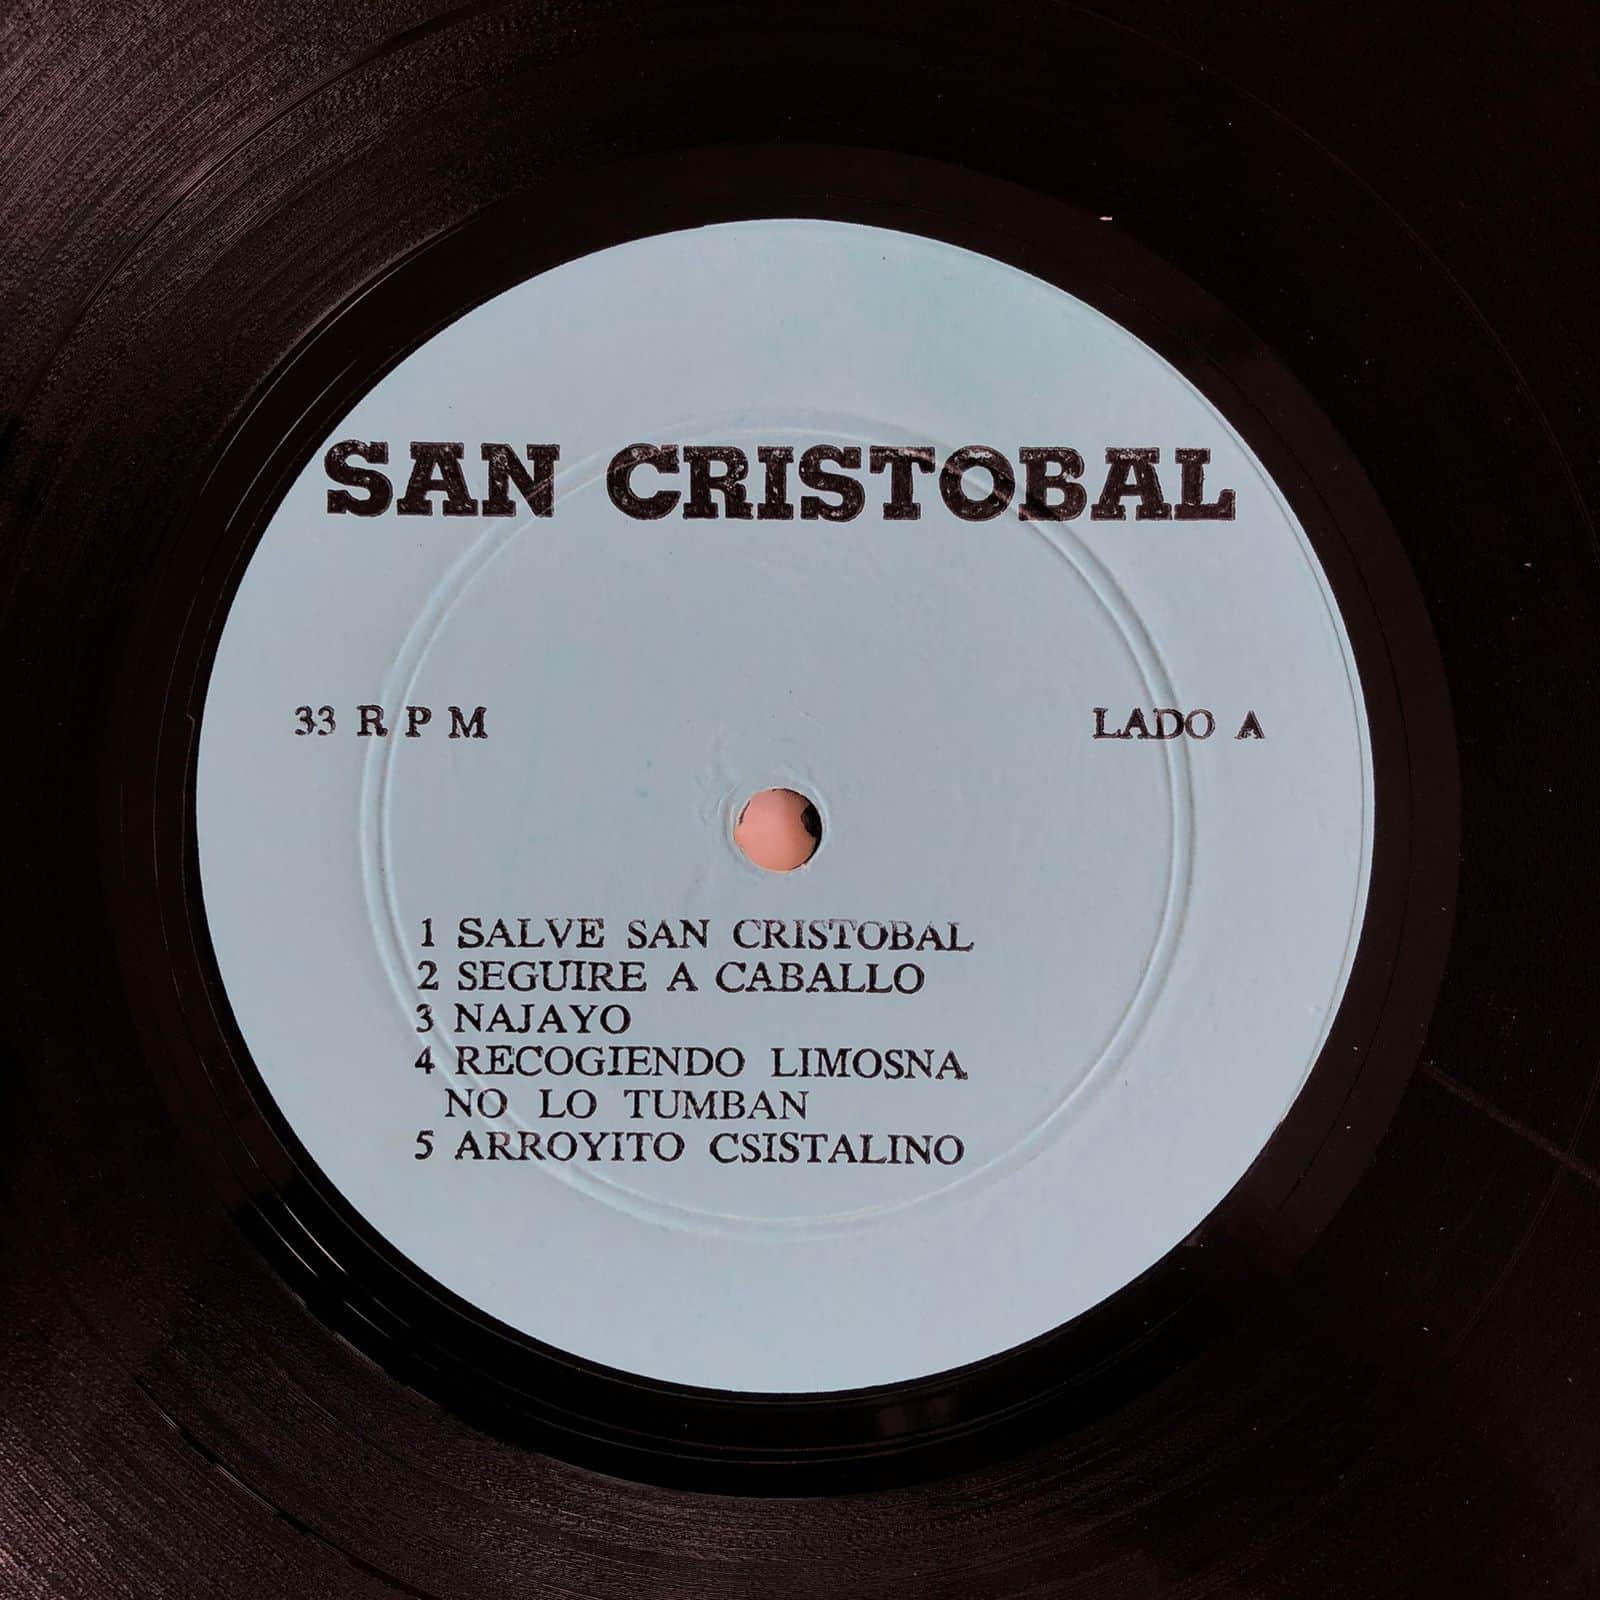 SAN CRISTOBAL
33 R P M
LADO A
1 SALVE SAN CRISTOBAL
2 SEGUIRE A CABALLO
3 NAJAYO
4 RECOGIENDO LIMOSNA
NO LO TUMBAN
5 ARROYITO CSISTALINO